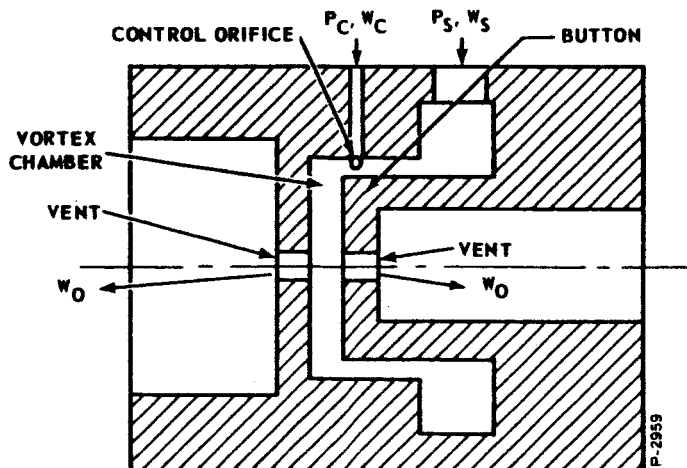 P_C, W_C
P_S, W_S
CONTROL ORIFICE
BUTTON
VORTEX
CHAMBER
VENT
VENT
W_O
W_O
P-2959